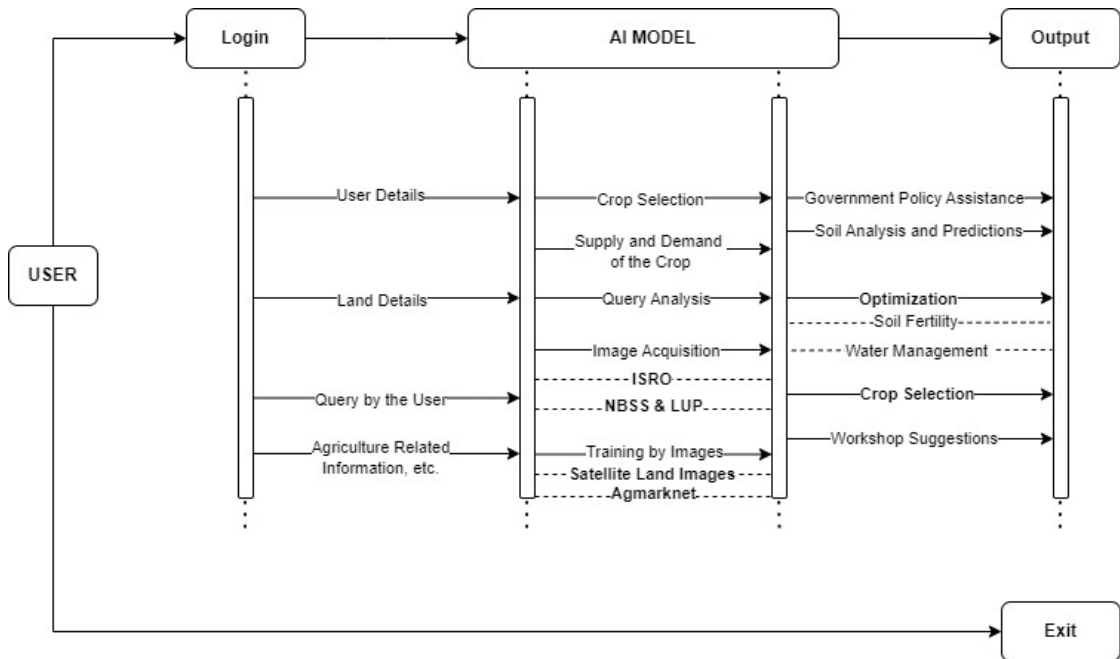 Login
AI MODEL
Output
USER
User Details
Land Details
Query by the User
Agriculture Related
Information, etc.
Crop Selection
Supply and Demand
of the Crop
Query Analysis
Image Acquisition
ISRO
NBSS & LUP
Training by Images
Satellite Land Images
Agmarknet
Government Policy Assistance
Soil Analysis and Predictions
Optimization
Soil Fertility
Water Management
Crop Selection
Workshop Suggestions
Exit